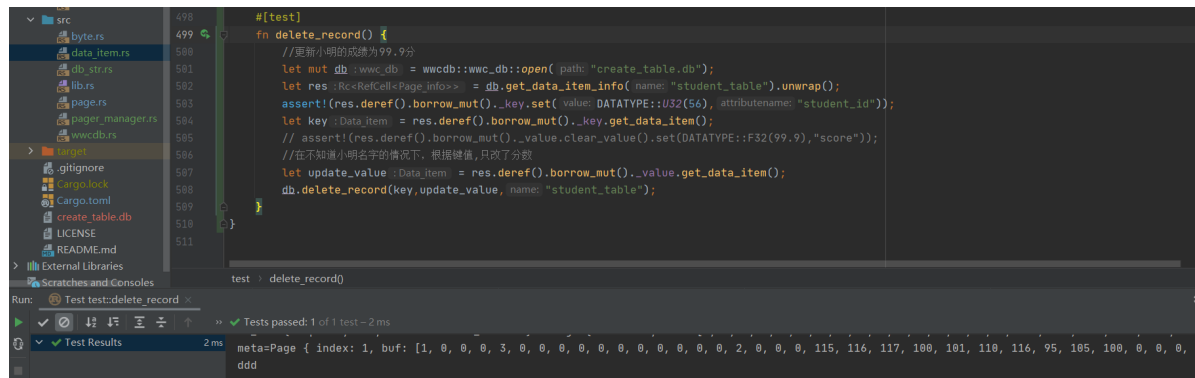 src
byte.rs
data_item.rs
db_str.rs
lib.rs
page.rs
pager_manager.rs
wwcdb.rs
target
.gitignore
Cargo.lock
Cargo.toml
create_table.db
LICENSE
README.md
External Libraries
Scratches and Consoles
498 #[test]
499 fn delete_record() {
500 //更新小明的成绩为99.9分
501 let mut db : wwc_db = wwcdb::wwc_db::open( path: "create_table.db");
502 let res : Rc<RefCell<Page_info>> = db.get_data_item_info( name: "student_table").unwrap();
503 assert!(res.deref().borrow_mut()._key.set( value: DATATYPE::U32(56), attributename: "student_id"));
504 let key : Data_item = res.deref().borrow_mut()._key.get_data_item();
505 // assert!(res.deref().borrow_mut()._value.clear_value().set(DATATYPE::F32(99.9),"score"));
506 //在不知道小明名字的情况下，根据键值,只改了分数
507 let update_value : Data_item = res.deref().borrow_mut()._value.get_data_item();
508 db.delete_record(key,update_value, name: "student_table");
509 }
510 }
511
test › delete_record()
Run: Test test::delete_record ×
» Tests passed: 1 of 1 test – 2 ms
Test Results 2 ms
meta=Page { index: 1, buf: [1, 0, 0, 0, 3, 0, 0, 0, 0, 0, 0, 0, 0, 0, 0, 0, 2, 0, 0, 0, 115, 116, 117, 100, 101, 110, 116, 95, 105, 100, 0, 0, 0,
ddd